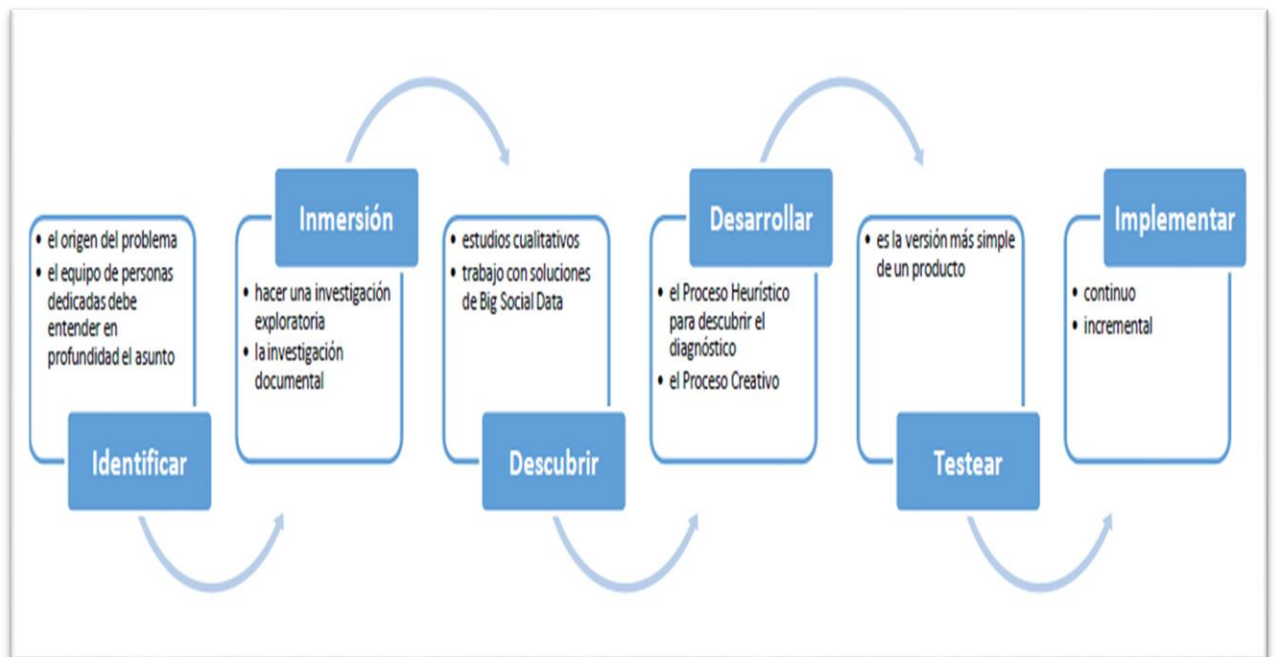 • el origen del problema
• el equipo de personas
dedicadas debe
entender en
profundidad el asunto
Identificar
Inmersión
• hacer una investigación
exploratoria
• la investigación
documental
• estudios cualitativos
• trabajo con soluciones
de Big Social Data
Descubrir
Desarrollar
• el Proceso Heurístico
para descubrir el
diagnóstico
• el Proceso Creativo
• es la versión más simple
de un producto
Testear
Implementar
• continuo
• incremental